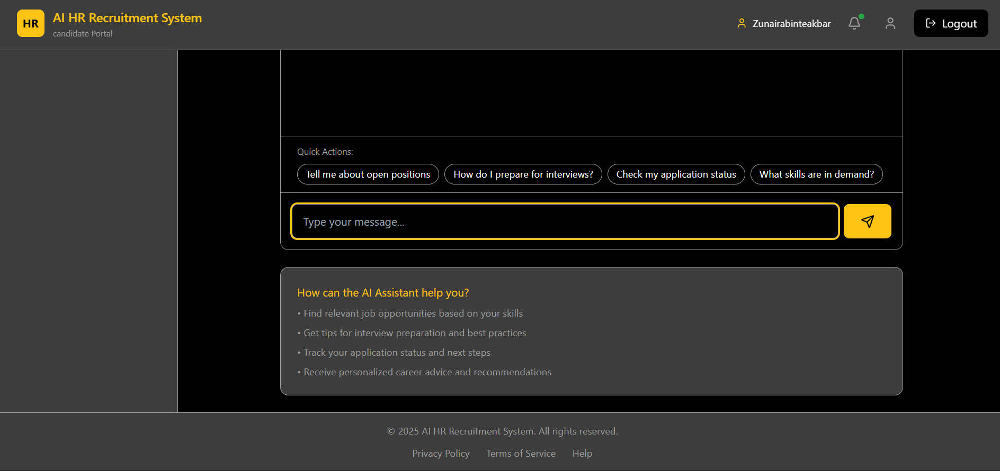 HR
AI HR Recruitment System
candidate Portal
Zunairabinteakbar
Logout
Quick Actions:
Tell me about open positions
How do I prepare for interviews?
Check my application status
What skills are in demand?
Type your message...
How can the AI Assistant help you?
• Find relevant job opportunities based on your skills
• Get tips for interview preparation and best practices
• Track your application status and next steps
• Receive personalized career advice and recommendations
© 2025 AI HR Recruitment System. All rights reserved.
Privacy Policy
Terms of Service
Help